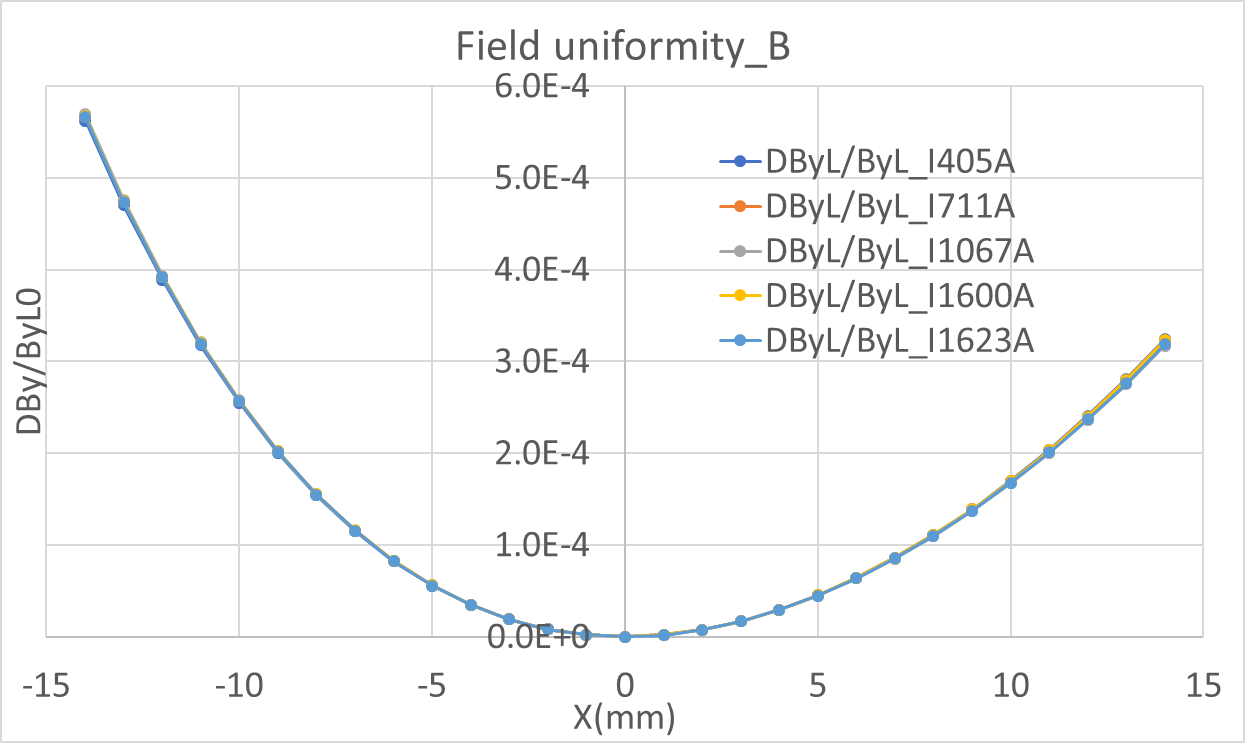 Field uniformity_B
6.0E-4
5.0E-4
4.0E-4
3.0E-4
2.0E-4
1.0E-4
0.0E+0
DByL/ByL_I405A
DByL/ByL_I711A
DByL/ByL_I1067A
DByL/ByL_I1600A
DByL/ByL_I1623A
DBy/ByL0
-15 -10 -5 0 5 10 15
X(mm)